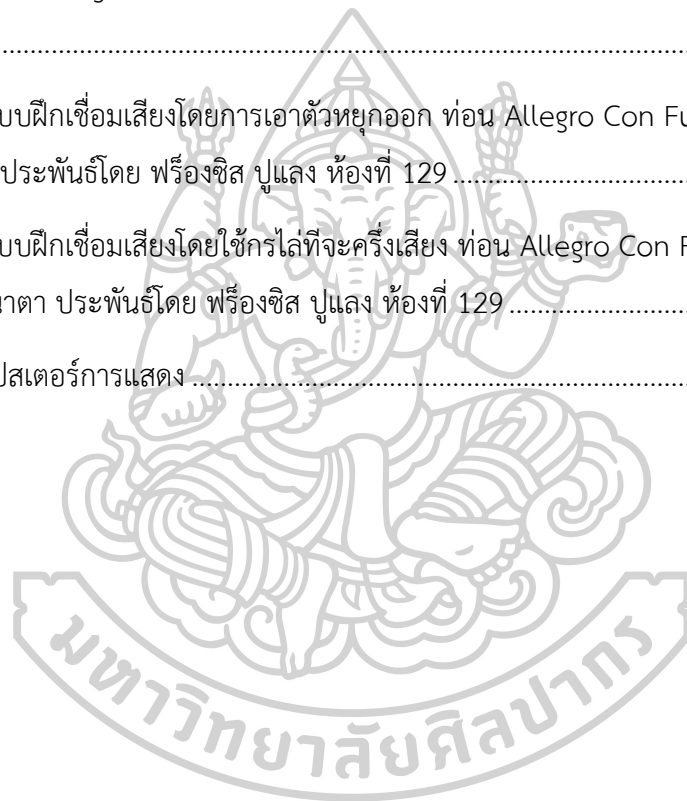 ...........................................................................................................
บบฝึกเชื่อมเสียงโดยการเอาตัวหยุกออก ท่อน Allegro Con Fu
ประพันธ์โดย ฟร็องซิส ปูแลง ห้องที่ 129 ....................................
บบฝึกเชื่อมเสียงโดยใช้กรไล่ทีจะครึ่งเสียง ท่อน Allegro Con F
นาตา ประพันธ์โดย ฟร็องซิส ปูแลง ห้องที่ 129 ...........................
ปสเตอร์การแสดง ...............................................................................
มหาวิทยาลัยศิลปากร